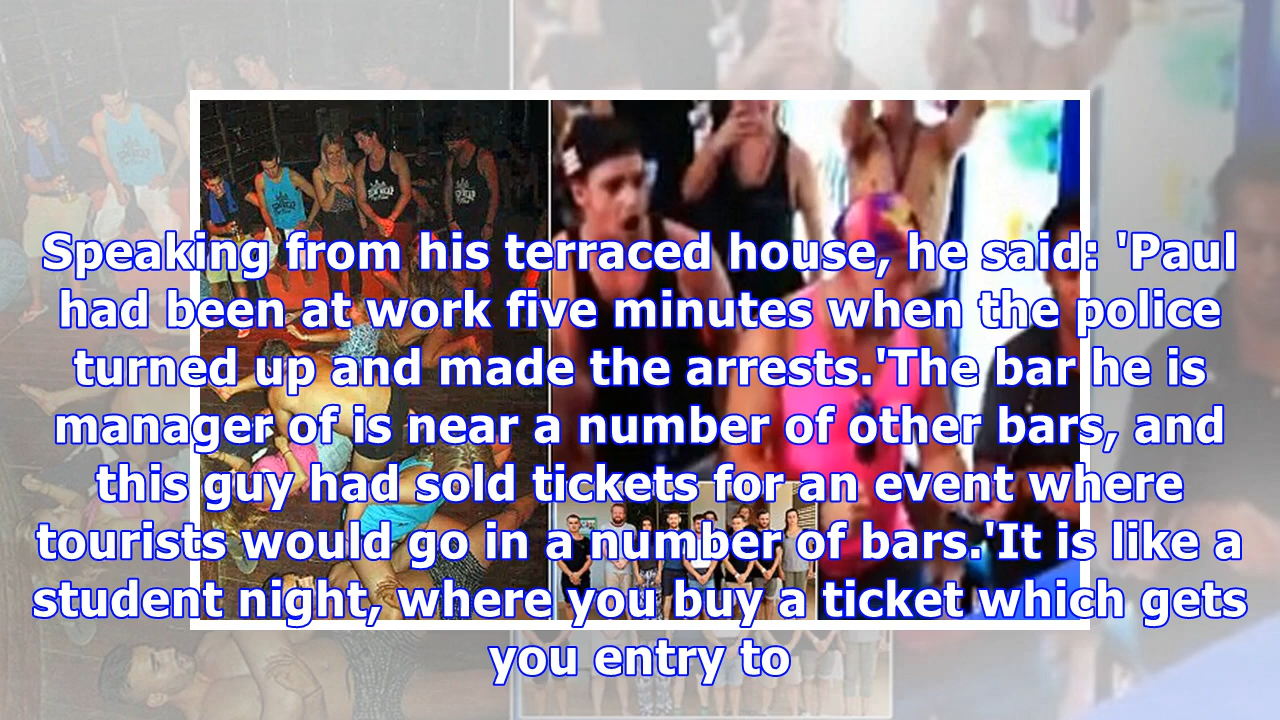 Speaking from his terraced house, he said: 'Paul
had been at work five minutes when the police
turned up and made the arrests.'The bar he is
manager of is near a number of other bars, and
this guy had sold tickets for an event where
tourists would go in a number of bars.'It is like a
student night, where you buy a ticket which gets
you entry to